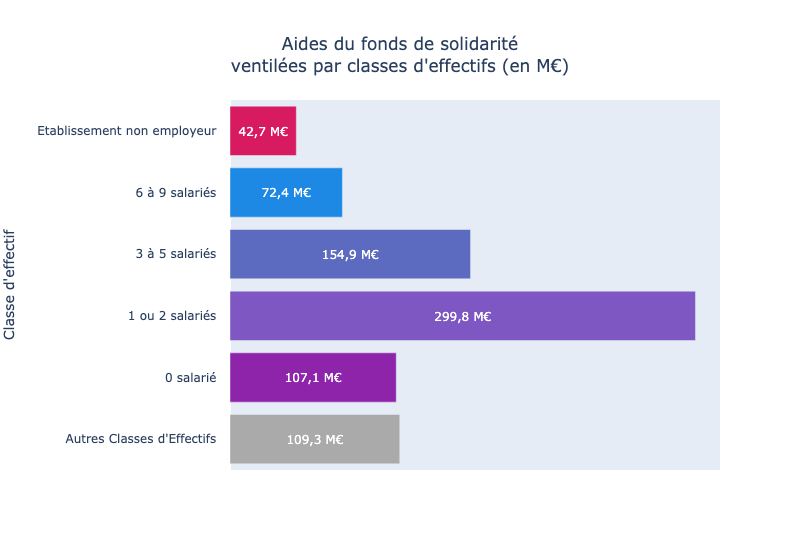 Aides du fonds de solidarité
ventilées par classes d'effectifs (en M€)
Classe d'effectif
Etablissement non employeur
42,7 M€
6 à 9 salariés
72,4 M€
3 à 5 salariés
154,9 M€
1 ou 2 salariés
299,8 M€
0 salarié
107,1 M€
Autres Classes d'Effectifs
109,3 M€